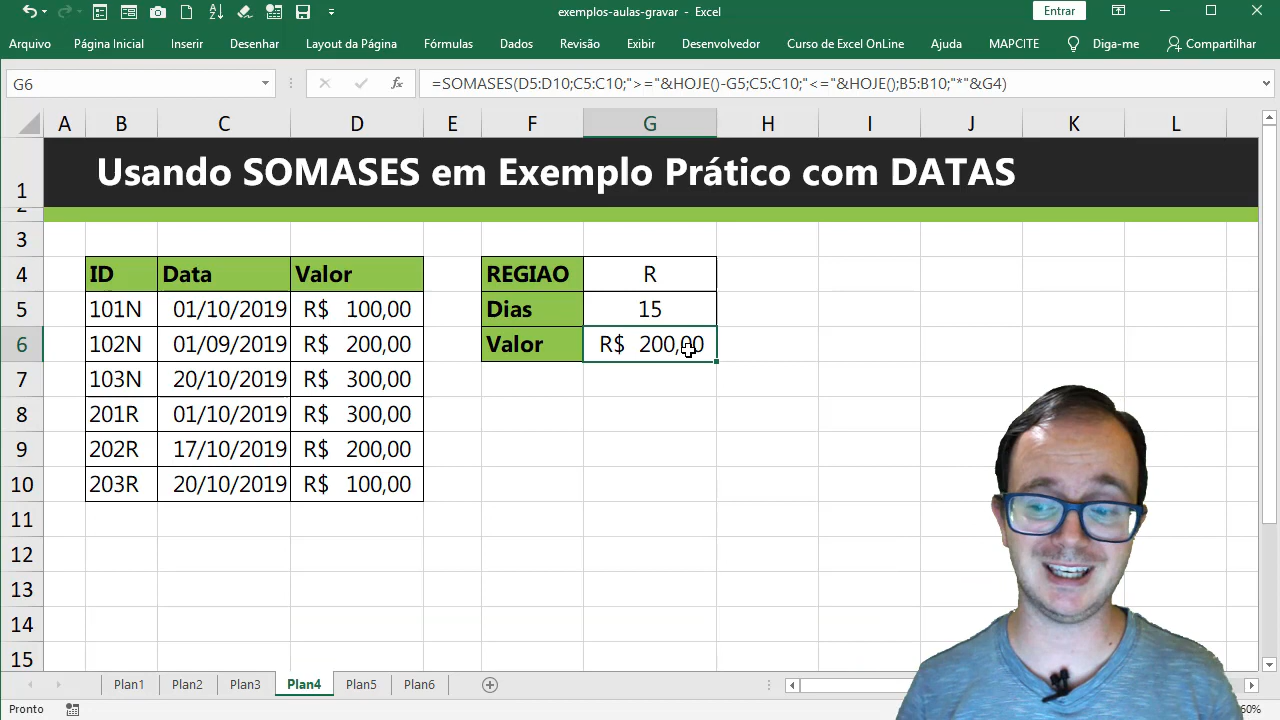 exemplos-aulas-gravar - Excel
Entrar
Arquivo Página Inicial Inserir Desenhar Layout da Página Fórmulas Dados Revisão Exibir Desenvolvedor Curso de Excel OnLine Ajuda MAPCITE Diga-me Compartilhar
G6 fx =SOMASES(D5:D10;C5:C10;">="&HOJE()-G5;C5:C10;"<="&HOJE();B5:B10;"*"&G4)
A B C D E F G H I J K L
1 Usando SOMASES em Exemplo Prático com DATAS
2
3
4 ID Data Valor REGIAO R
5 101N 01/10/2019 R$ 100,00 Dias 15
6 102N 01/09/2019 R$ 200,00 Valor R$ 200,00
7 103N 20/10/2019 R$ 300,00
8 201R 01/10/2019 R$ 300,00
9 202R 17/10/2019 R$ 200,00
10 203R 20/10/2019 R$ 100,00
11
12
13
14
15
Plan1 Plan2 Plan3 Plan4 Plan5 Plan6
Pronto 60%